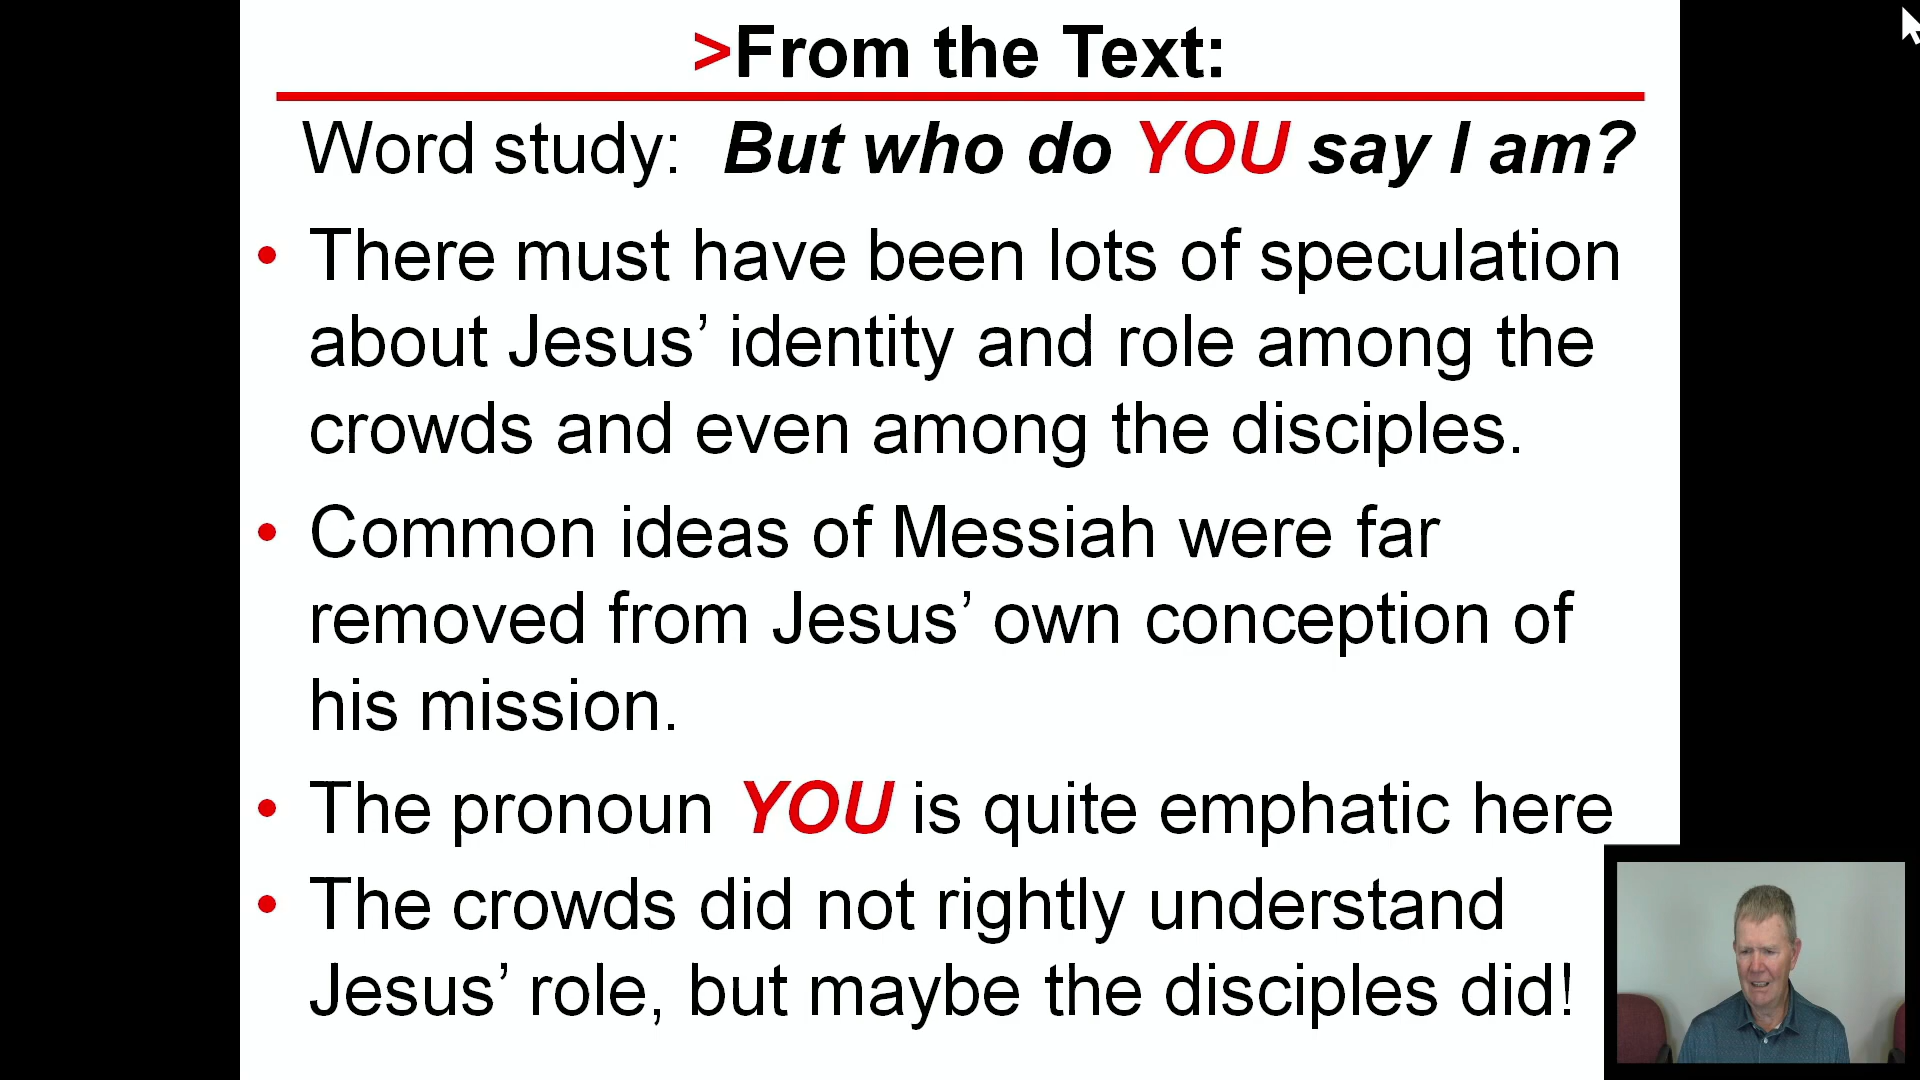 >From the Text:
Word study: But who do YOU say I am?
• There must have been lots of speculation
about Jesus’ identity and role among the
crowds and even among the disciples.
• Common ideas of Messiah were far
removed from Jesus’ own conception of
his mission.
• The pronoun YOU is quite emphatic here
• The crowds did not rightly understand
Jesus’ role, but maybe the disciples did!